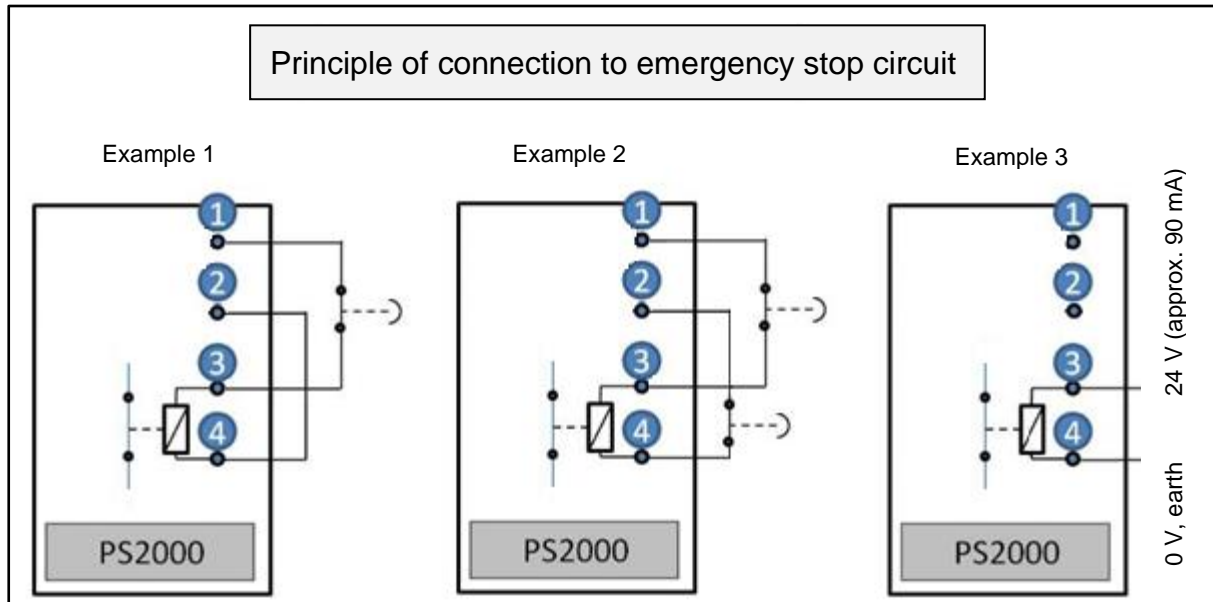 Principle of connection to emergency stop circuit
Example 1
1
2
3
4
PS2000
Example 2
1
2
3
4
PS2000
Example 3
1
2
3
4
PS2000
24 V (approx. 90 mA)
0 V, earth